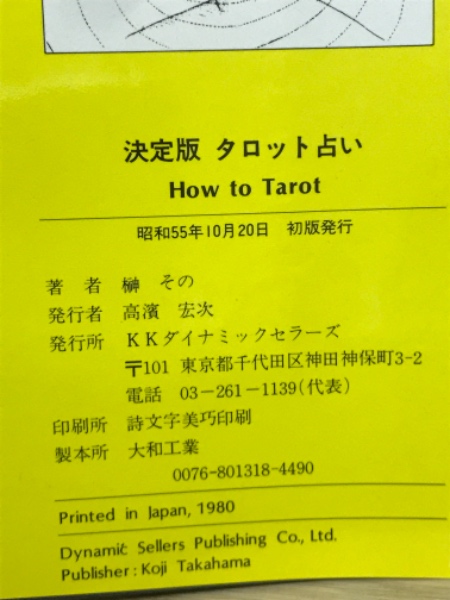 決定版 タロット占い
How to Tarot
昭和55年10月20日 初版発行
著者 榊 その
発行者 高濱 宏次
発行所 KKダイナミックセラーズ
〒101 東京都千代田区神田神保町3-2
電話 03-261-1139(代表)
印刷所 詩文字美巧印刷
製本所 大和工業
0076-801318-4490
Printed in Japan, 1980
Dynamic Sellers Publishing Co., Ltd.
Publisher: Koji Takahama